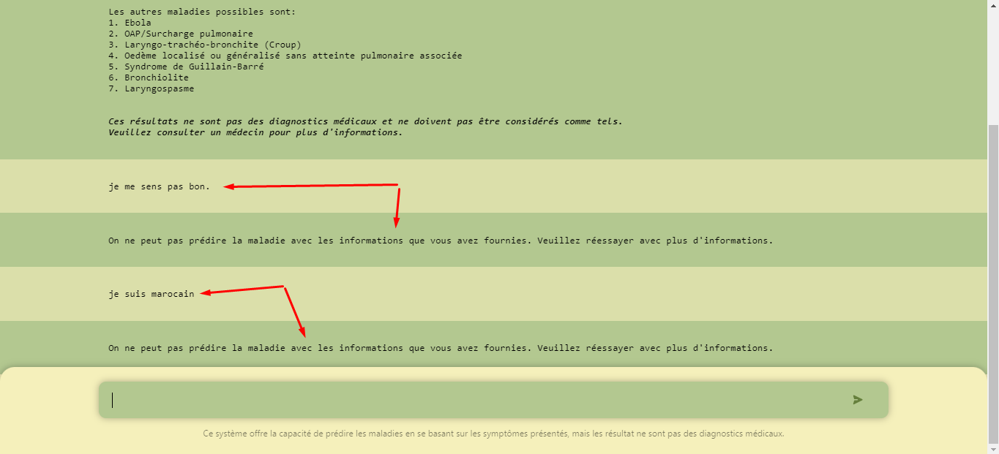 Les autres maladies possibles sont:
1. Ebola
2. OAP/Surcharge pulmonaire
3. Laryngo-trachéo-bronchite (Croup)
4. Oedème localisé ou généralisé sans atteinte pulmonaire associée
5. Syndrome de Guillain-Barré
6. Bronchiolite
7. Laryngospasme
Ces résultats ne sont pas des diagnostics médicaux et ne doivent pas être considérés comme tels.
Veuillez consulter un médecin pour plus d'informations.
je me sens pas bon.
On ne peut pas prédire la maladie avec les informations que vous avez fournies. Veuillez réessayer avec plus d'informations.
je suis marocain
On ne peut pas prédire la maladie avec les informations que vous avez fournies. Veuillez réessayer avec plus d'informations.
Ce système offre la capacité de prédire les maladies en se basant sur les symptômes présentés, mais les résultat ne sont pas des diagnostics médicaux.